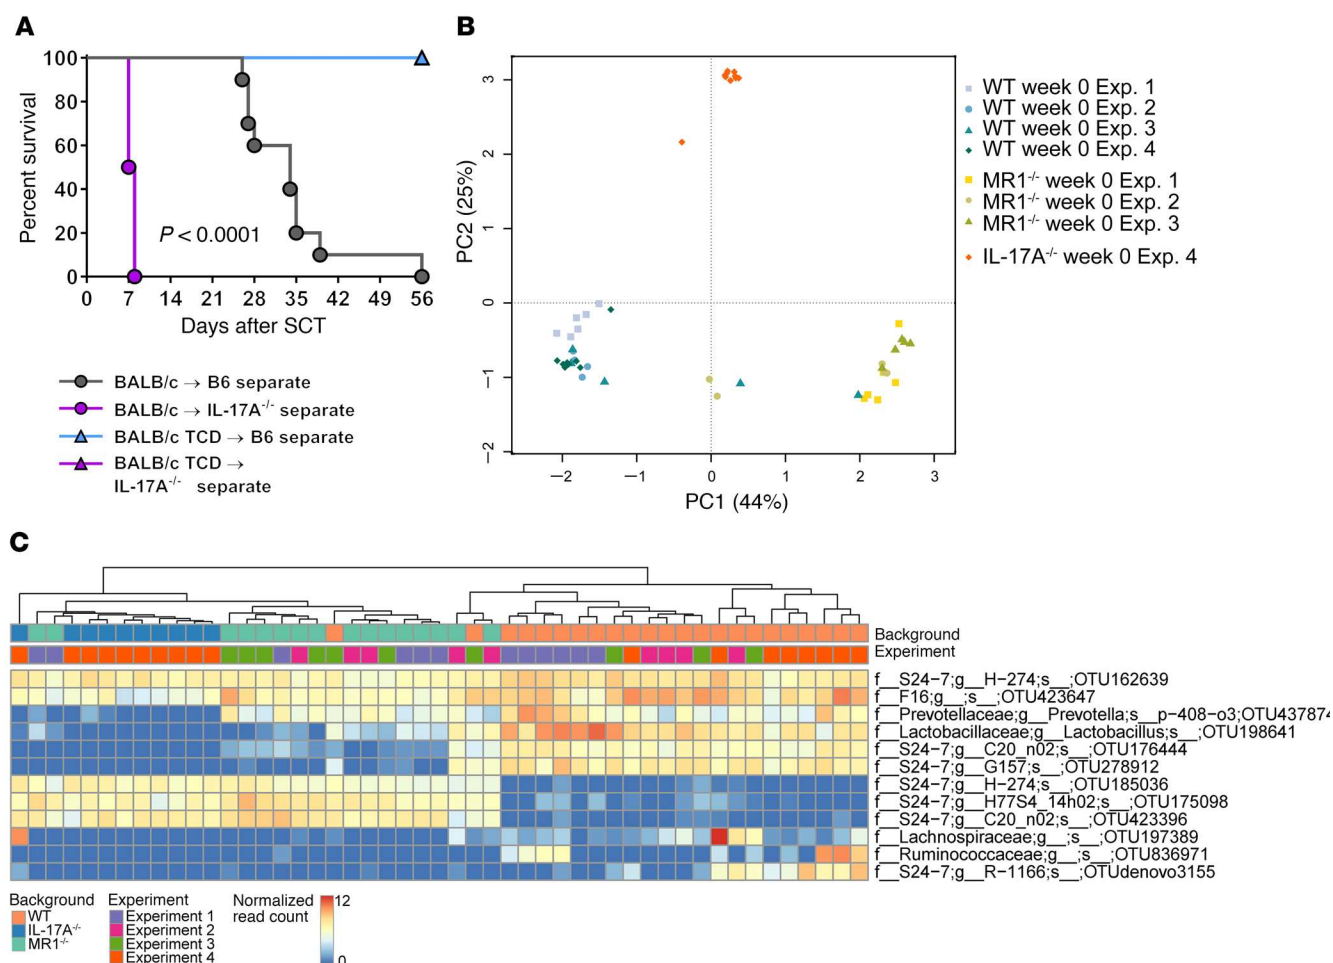 A
100
80
60
40
20
0
Percent survival
P < 0.0001
0 7 14 21 28 35 42 49 56
Days after SCT
BALB/c → B6 separate
BALB/c → IL-17A-/- separate
BALB/c TCD → B6 separate
BALB/c TCD →
IL-17A-/- separate
B
3
2
1
0
−1
−2
PC2 (25%)
−2 −1 0 1 2 3
PC1 (44%)
WT week 0 Exp. 1
WT week 0 Exp. 2
WT week 0 Exp. 3
WT week 0 Exp. 4
MR1-/- week 0 Exp. 1
MR1-/- week 0 Exp. 2
MR1-/- week 0 Exp. 3
IL-17A-/- week 0 Exp. 4
C
Background
Experiment
f__S24−7;g__H−274;s__;OTU162639
f__F16;g__;s__;OTU423647
f__Prevotellaceae;g__Prevotella;s__p−408−o3;OTU437874
f__Lactobacillaceae;g__Lactobacillus;s__;OTU198641
f__S24−7;g__C20_n02;s__;OTU176444
f__S24−7;g__G157;s__;OTU278912
f__S24−7;g__H−274;s__;OTU185036
f__S24−7;g__H77S4_14h02;s__;OTU175098
f__S24−7;g__C20_n02;s__;OTU423396
f__Lachnospiraceae;g__;s__;OTU197389
f__Ruminococcaceae;g__;s__;OTU836971
f__S24−7;g__R−1166;s__;OTUdenovo3155
Background
WT
IL-17A-/-
MR1-/-
Experiment
Experiment 1
Experiment 2
Experiment 3
Experiment 4
Normalized
read count
12
0